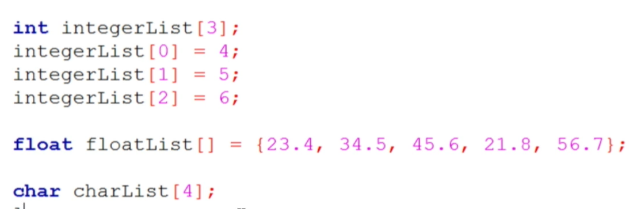 int integerList[3];
integerList[0] = 4;
integerList[1] = 5;
integerList[2] = 6;
float floatList[] = {23.4, 34.5, 45.6, 21.8, 56.7};
char charList[4];